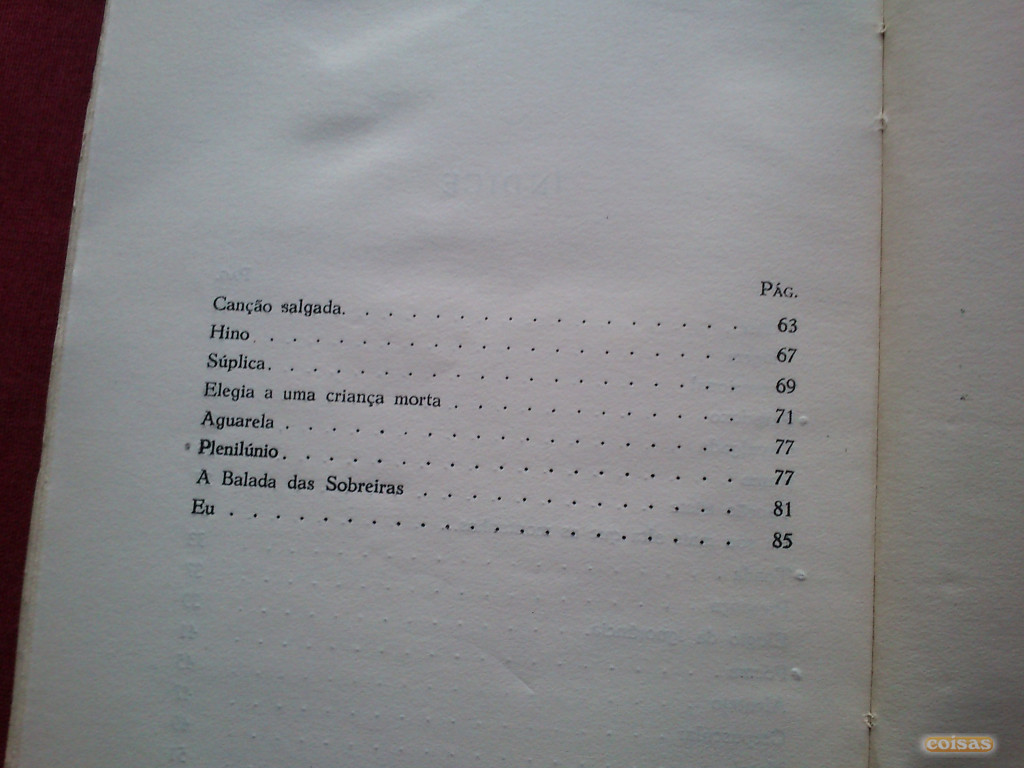 PÁG.
Canção salgada. . . . . . . . . . . . . . . . . 63
Hino . . . . . . . . . . . . . . . . . . . . 67
Súplica. . . . . . . . . . . . . . . . . . . . 69
Elegia a uma criança morta . . . . . . . . . . . . 71
Aguarela . . . . . . . . . . . . . . . . . . . 77
Plenilúnio. . . . . . . . . . . . . . . . . . . 77
A Balada das Sobreiras . . . . . . . . . . . . . 81
Eu . . . . . . . . . . . . . . . . . . . . . 85
coisas